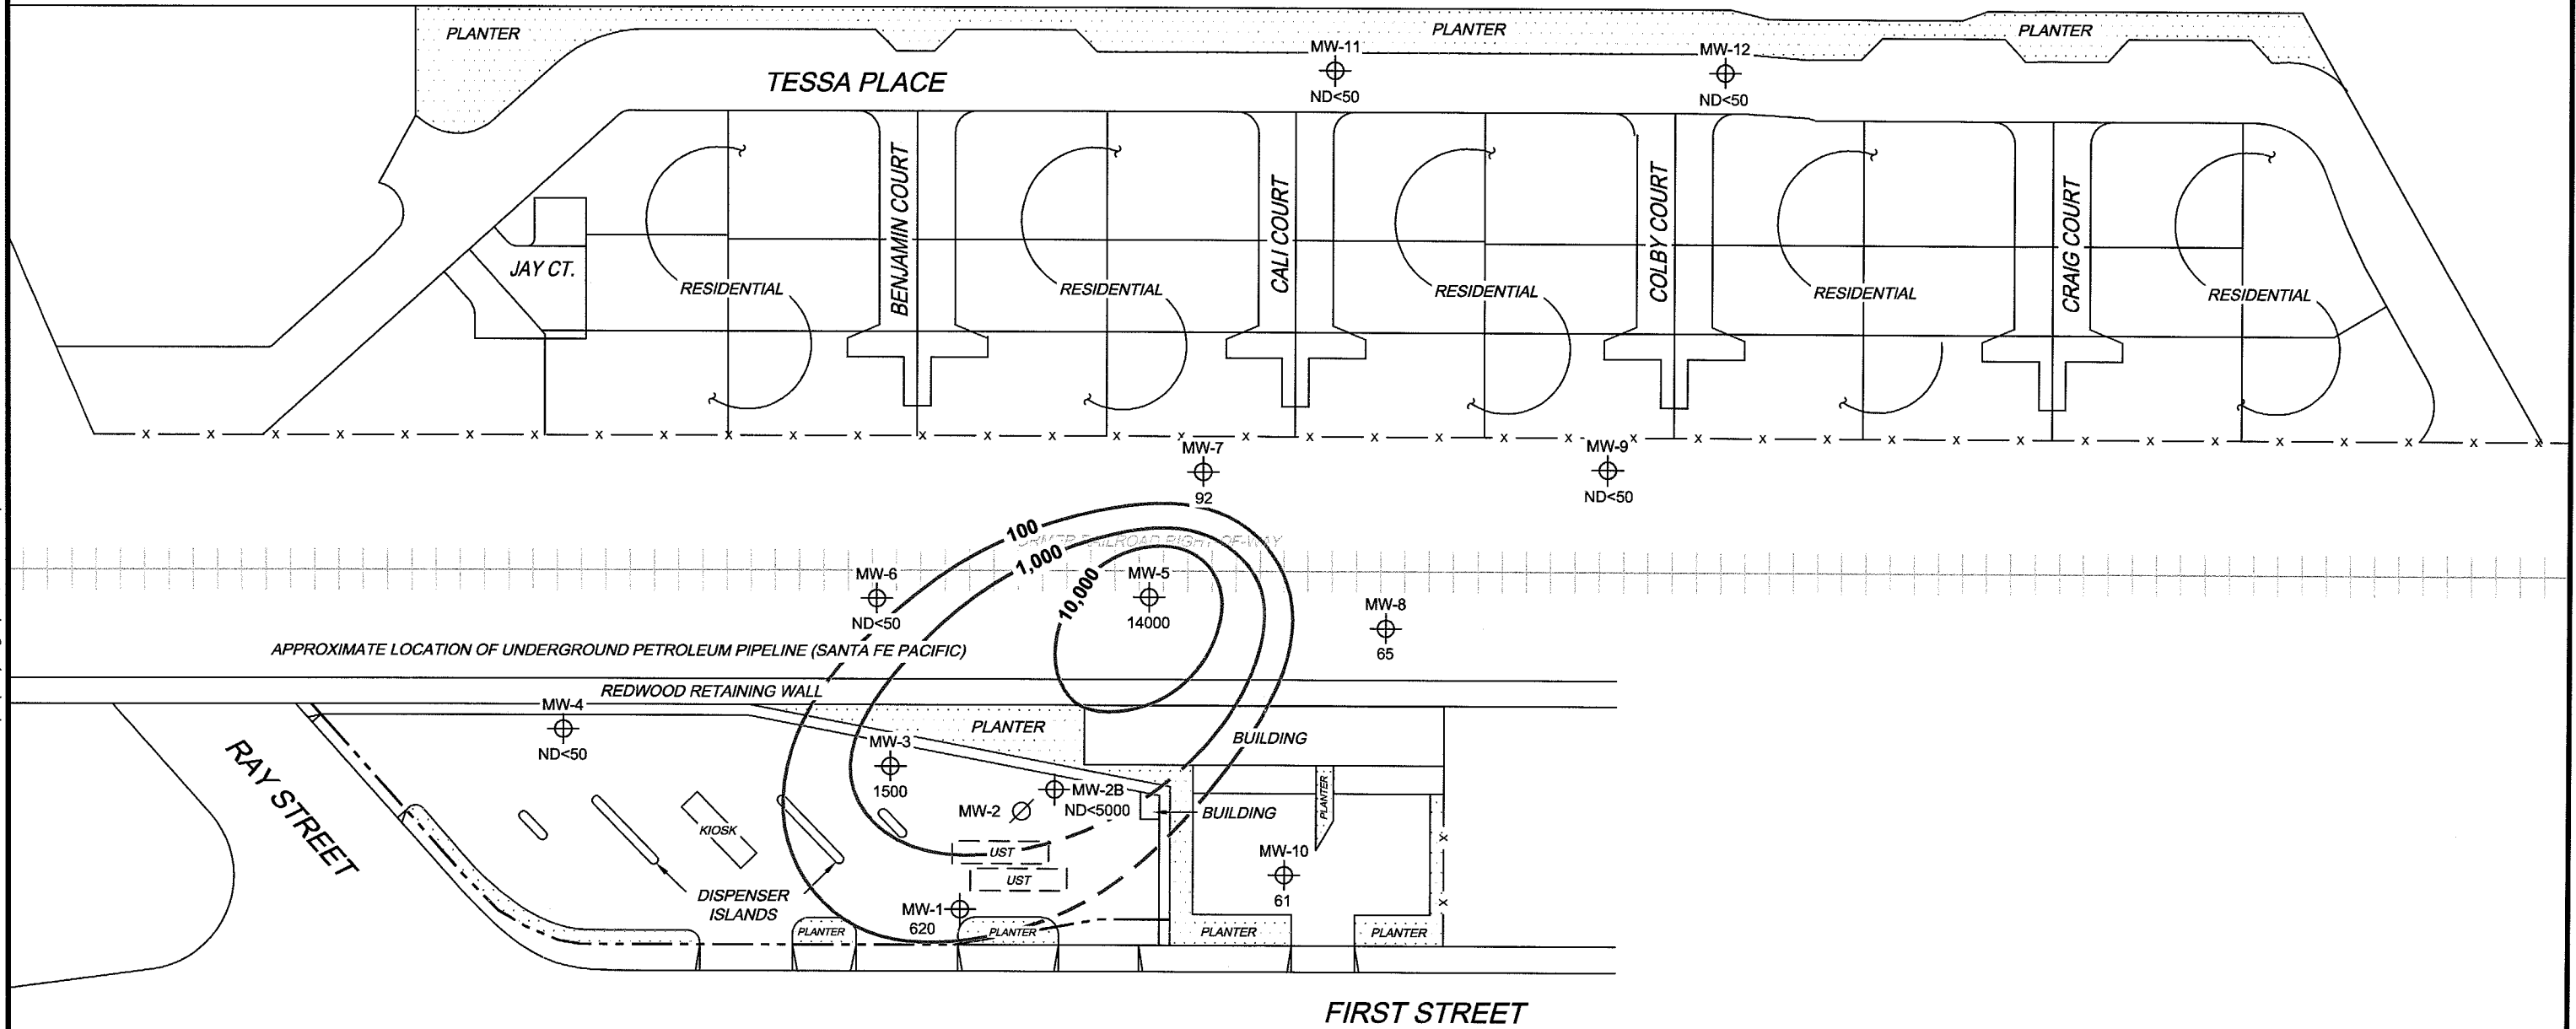 PLANTER
PLANTER
PLANTER
MW-11
ND<50
MW-12
ND<50
TESSA PLACE
BENJAMIN COURT
CALI COURT
COLBY COURT
CRAIG COURT
JAY CT.
RESIDENTIAL
RESIDENTIAL
RESIDENTIAL
RESIDENTIAL
RESIDENTIAL
MW-7
92
MW-9
ND<50
100
1,000
10,000
RAILROAD RIGHT-OF-WAY
MW-6
ND<50
MW-5
14000
MW-8
65
APPROXIMATE LOCATION OF UNDERGROUND PETROLEUM PIPELINE (SANTA FE PACIFIC)
REDWOOD RETAINING WALL
MW-4
ND<50
PLANTER
BUILDING
MW-3
1500
MW-2B
ND<5000
MW-2
BUILDING
PLANTER
RAY STREET
KIOSK
UST
UST
DISPENSER
ISLANDS
MW-10
61
MW-1
620
PLANTER
PLANTER
PLANTER
PLANTER
FIRST STREET